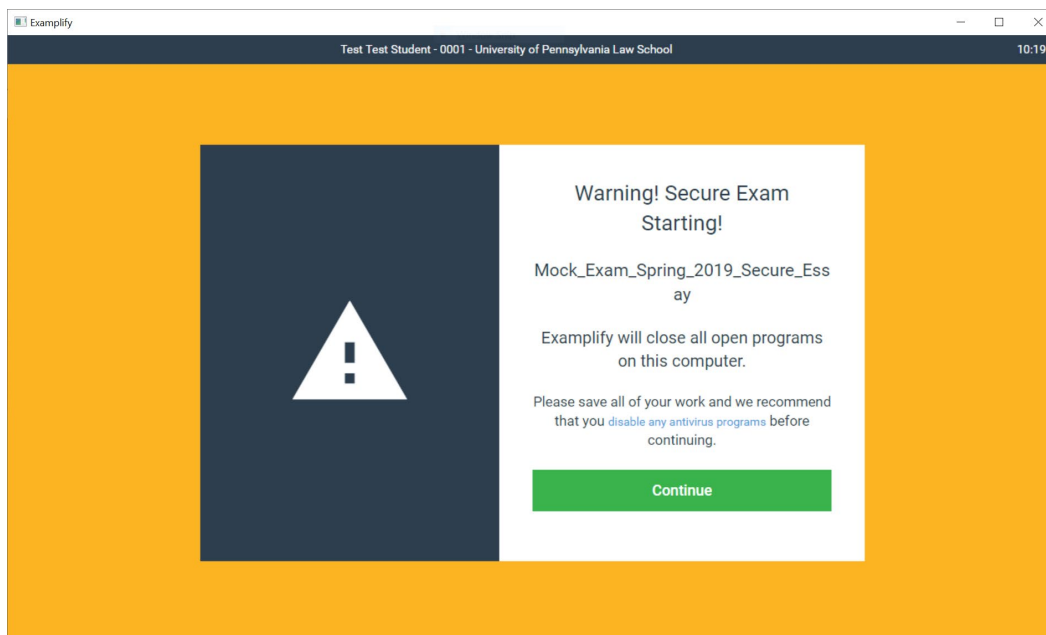 Examplify
Test Test Student - 0001 - University of Pennsylvania Law School
10:19
Warning! Secure Exam
Starting!
Mock_Exam_Spring_2019_Secure_Ess
ay
Examplify will close all open programs
on this computer.
Please save all of your work and we recommend
that you disable any antivirus programs before
continuing.
Continue